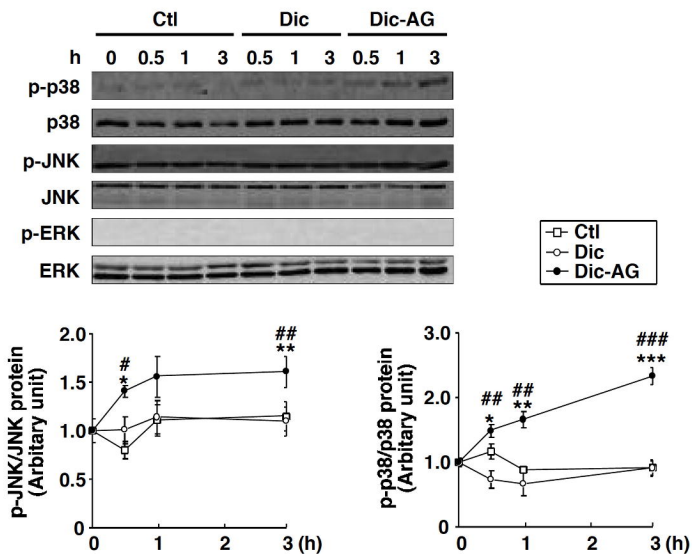 Ctl Dic Dic-AG
h 0 0.5 1 3 0.5 1 3 0.5 1 3
p-p38
p38
p-JNK
JNK
p-ERK
ERK
Ctl
Dic
Dic-AG
p-JNK/JNK protein
(Arbitary unit)
2.0
1.5
1.0
0.5
0
# 
*
##
**
0 1 2 3 (h)
p-p38/p38 protein
(Arbitary unit)
3.0
2.0
1.0
0
##
*
##
**
###
***
0 1 2 3 (h)